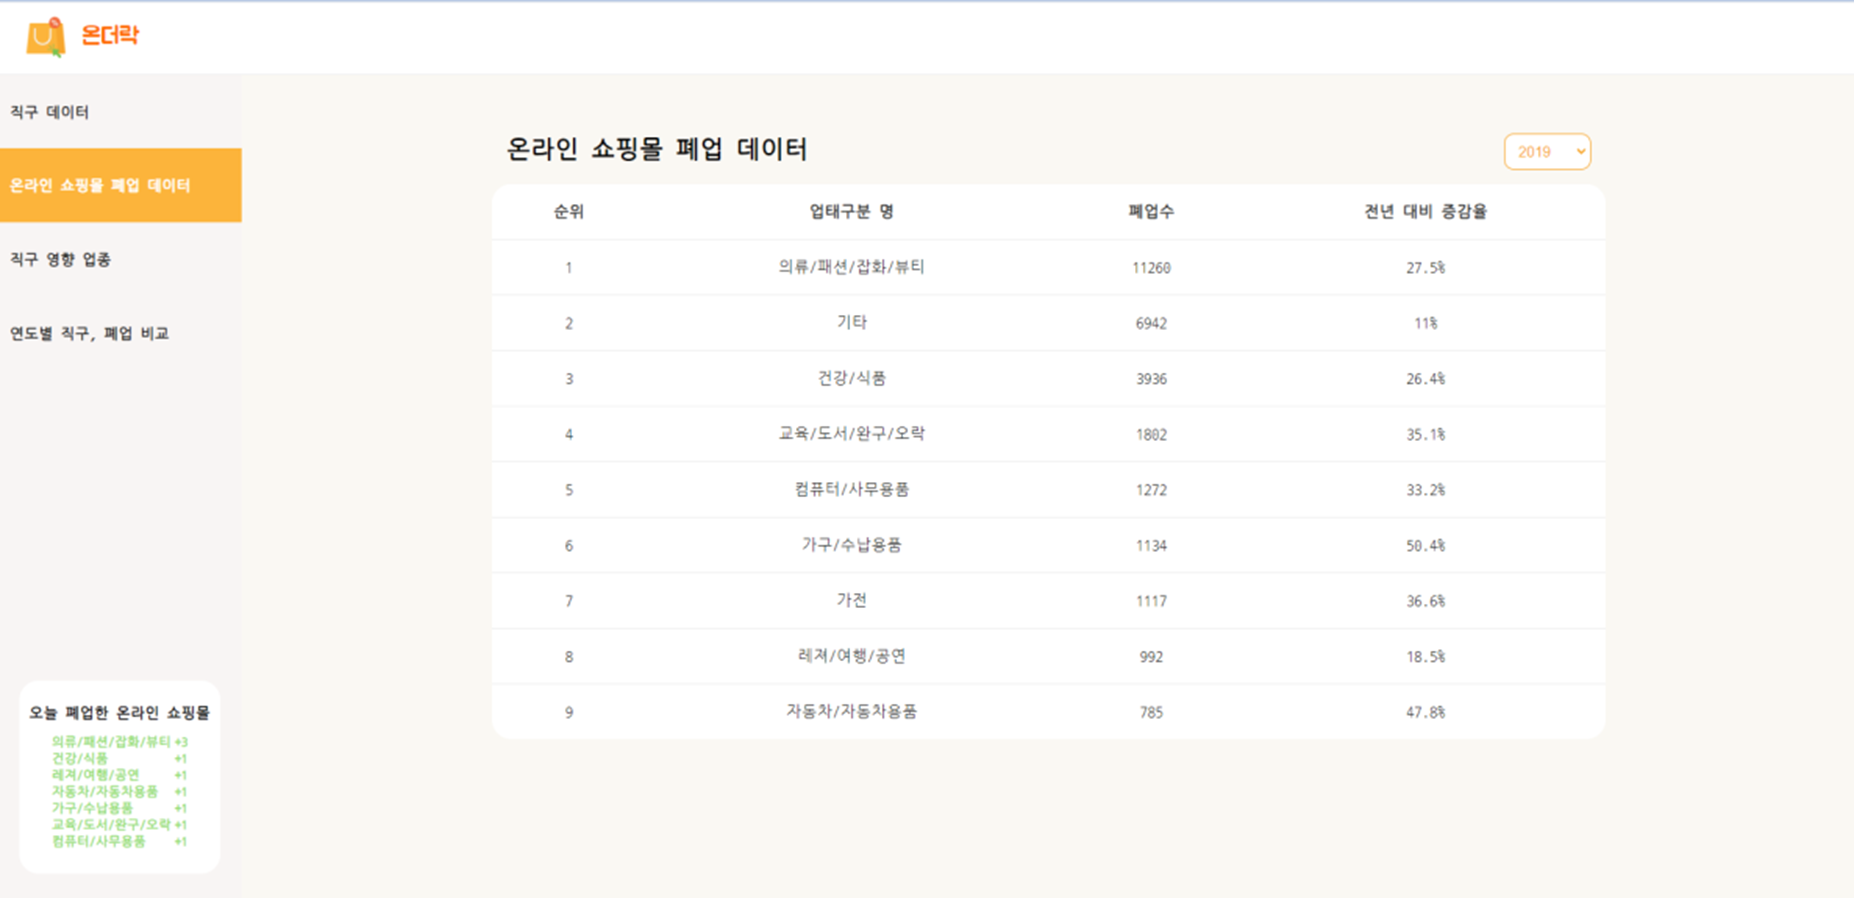 온더락
직구 데이터
온라인 쇼핑몰 폐업 데이터
직구 영향 업종
연도별 직구, 폐업 비교
오늘 폐업한 온라인 쇼핑몰
의류/패션/잡화/뷰티 +3
건강/식품 +1
레져/여행/공연 +1
자동차/자동차용품 +1
가구/수납용품 +1
교육/도서/완구/오락 +1
컴퓨터/사무용품 +1
온라인 쇼핑몰 폐업 데이터
2019
순위 업태구분 명 폐업수 전년 대비 증감율
1 의류/패션/잡화/뷰티 11260 27.5%
2 기타 6942 11%
3 건강/식품 3936 26.4%
4 교육/도서/완구/오락 1802 35.1%
5 컴퓨터/사무용품 1272 33.2%
6 가구/수납용품 1134 50.4%
7 가전 1117 36.6%
8 레져/여행/공연 992 18.5%
9 자동차/자동차용품 785 47.8%